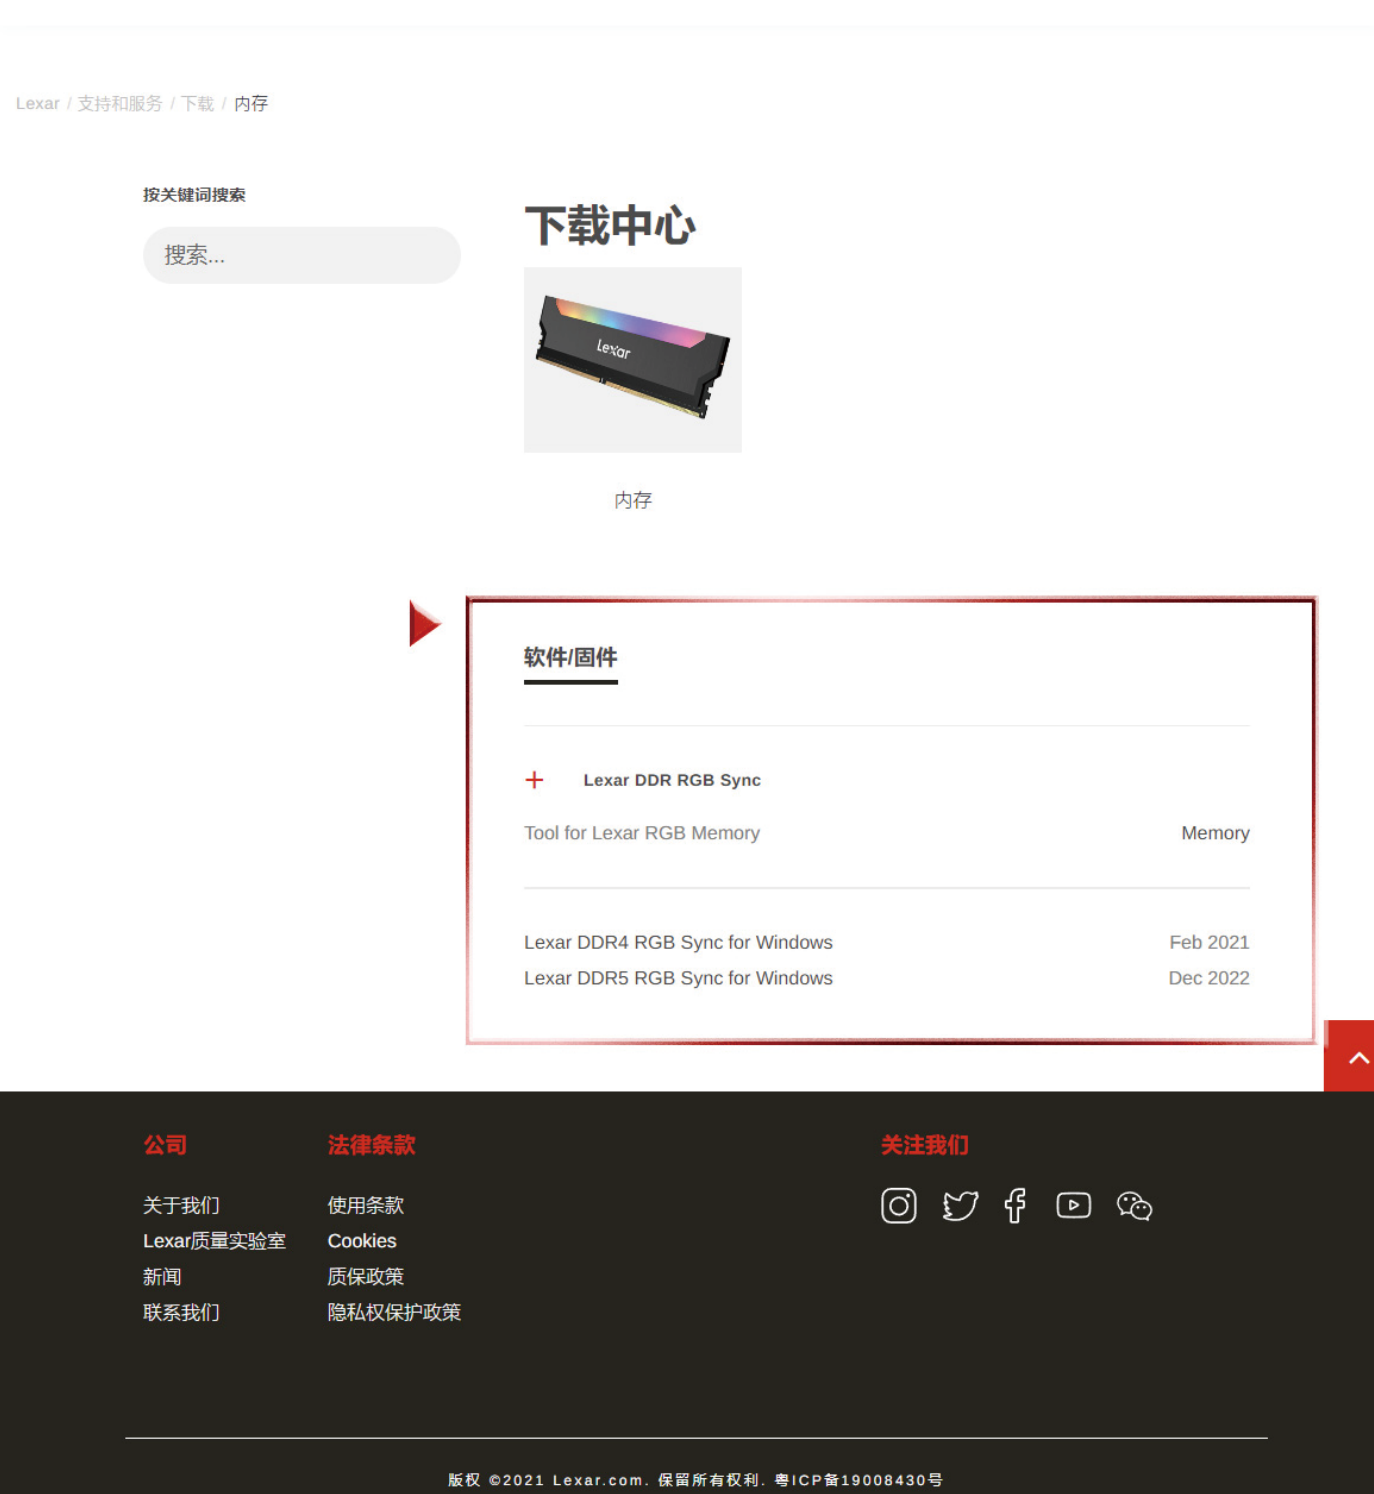 Lexar / 支持和服务 / 下载 / 内存
按关键词搜索
搜索...
下载中心
Lexar
内存
软件/固件
+ Lexar DDR RGB Sync
Tool for Lexar RGB Memory Memory
Lexar DDR4 RGB Sync for Windows Feb 2021
Lexar DDR5 RGB Sync for Windows Dec 2022
公司
关于我们
Lexar质量实验室
新闻
联系我们
法律条款
使用条款
Cookies
质保政策
隐私权保护政策
关注我们
版权 ©2021 Lexar.com. 保留所有权利. 粤ICP备19008430号